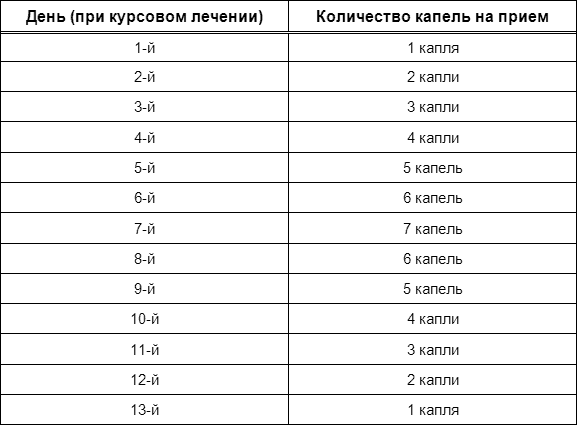 День (при курсовом лечении) Количество капель на прием
1-й 1 капля
2-й 2 капли
3-й 3 капли
4-й 4 капли
5-й 5 капель
6-й 6 капель
7-й 7 капель
8-й 6 капель
9-й 5 капель
10-й 4 капли
11-й 3 капли
12-й 2 капли
13-й 1 капля